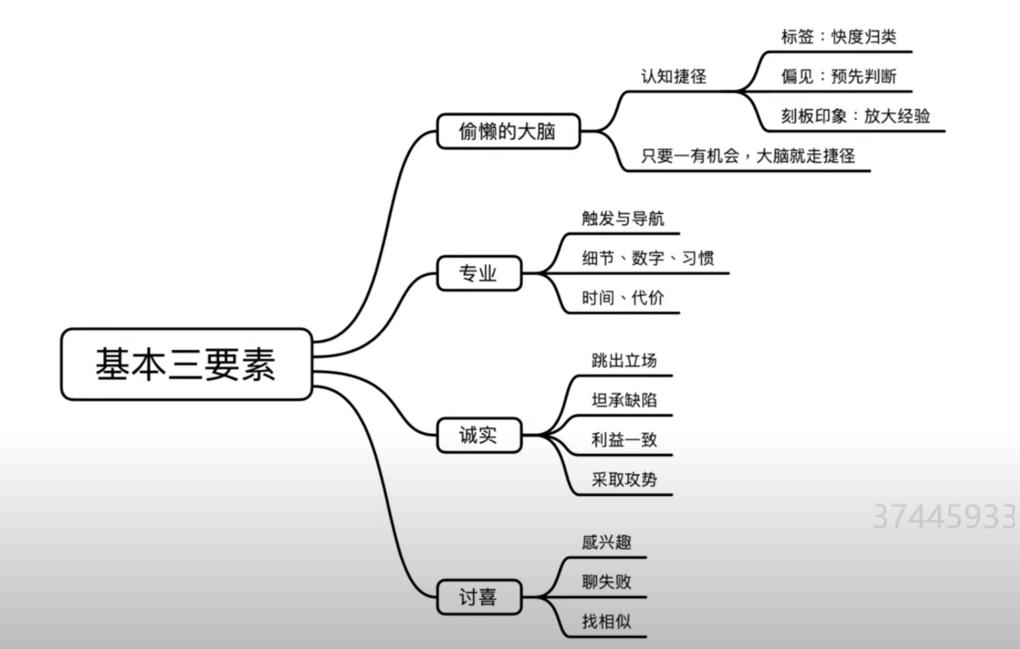 标签：快度归类
认知捷径
偏见：预先判断
刻板印象：放大经验
偷懒的大脑
只要一有机会，大脑就走捷径
触发与导航
专业
细节、数字、习惯
时间、代价
基本三要素
跳出立场
坦承缺陷
诚实
利益一致
采取攻势
37445933
感兴趣
讨喜
聊失败
找相似